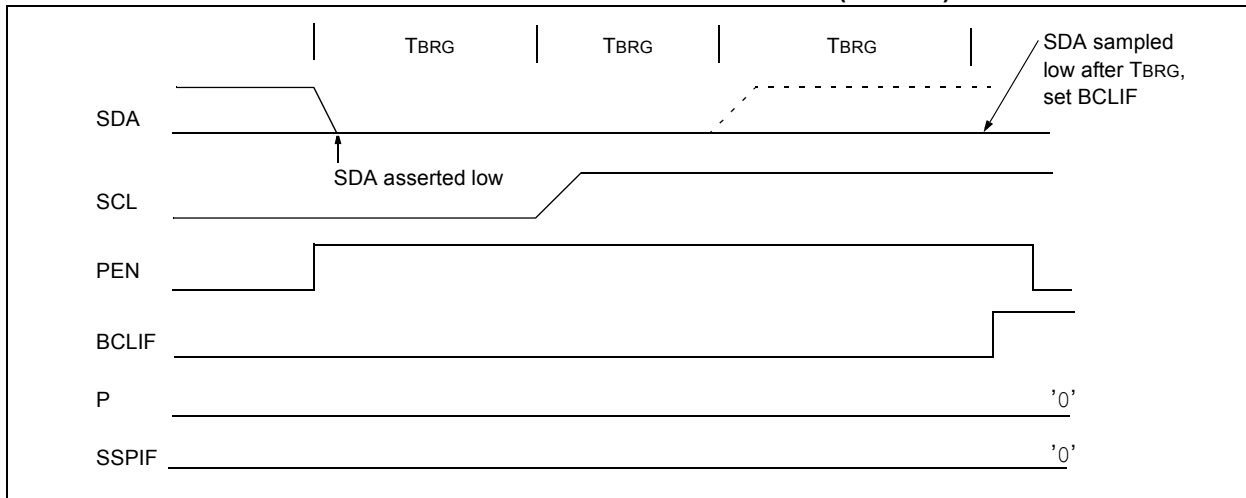 TBRG TBRG TBRG
SDA sampled
low after TBRG,
set BCLIF
SDA
SDA asserted low
SCL
PEN
BCLIF
P '0'
SSPIF '0'